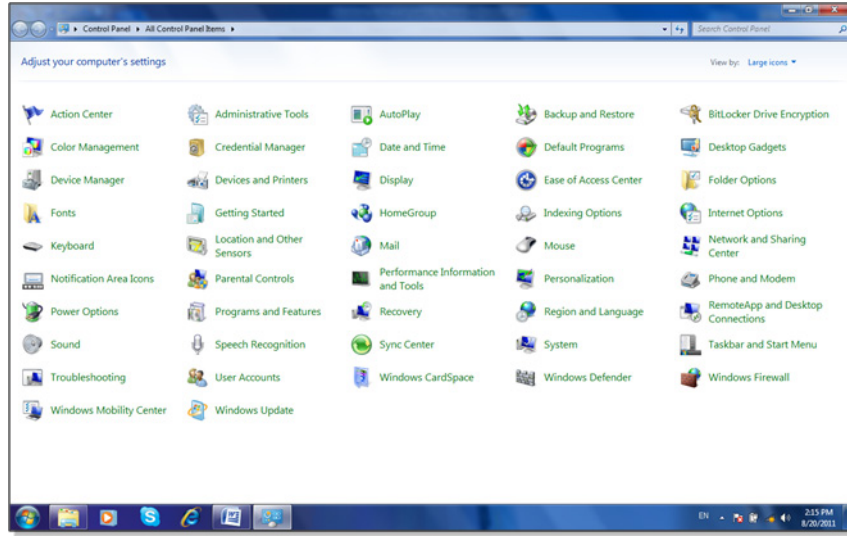 Control Panel ▸ All Control Panel Items ▸
Search Control Panel
Adjust your computer's settings
View by: Large icons
Action Center
Administrative Tools
AutoPlay
Backup and Restore
BitLocker Drive Encryption
Color Management
Credential Manager
Date and Time
Default Programs
Desktop Gadgets
Device Manager
Devices and Printers
Display
Ease of Access Center
Folder Options
Fonts
Getting Started
HomeGroup
Indexing Options
Internet Options
Keyboard
Location and Other
Sensors
Mail
Mouse
Network and Sharing
Center
Notification Area Icons
Parental Controls
Performance Information
and Tools
Personalization
Phone and Modem
Power Options
Programs and Features
Recovery
Region and Language
RemoteApp and Desktop
Connections
Sound
Speech Recognition
Sync Center
System
Taskbar and Start Menu
Troubleshooting
User Accounts
Windows CardSpace
Windows Defender
Windows Firewall
Windows Mobility Center
Windows Update
EN
2:15 PM
8/20/2011